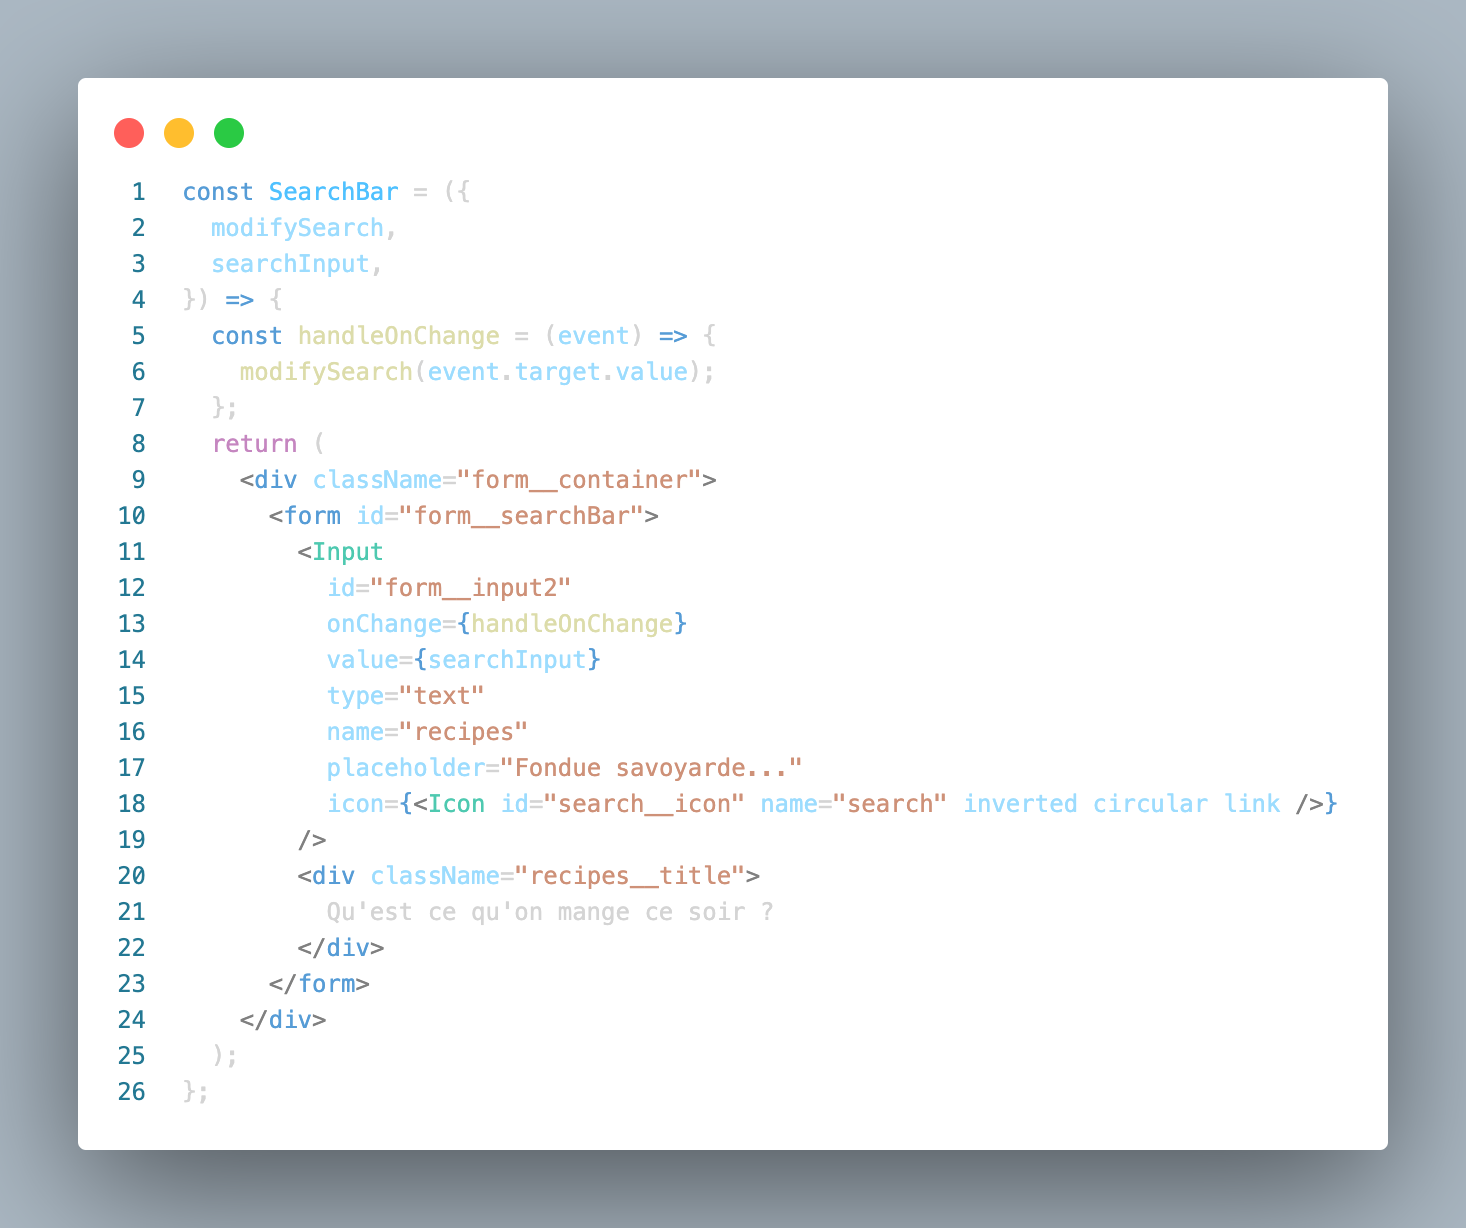 1 const SearchBar = ({
2   modifySearch,
3   searchInput,
4 }) => {
5   const handleOnChange = (event) => {
6     modifySearch(event.target.value);
7   };
8   return (
9     <div className="form__container">
10       <form id="form__searchBar">
11         <Input
12           id="form__input2"
13           onChange={handleOnChange}
14           value={searchInput}
15           type="text"
16           name="recipes"
17           placeholder="Fondue savoyarde..."
18           icon={<Icon id="search__icon" name="search" inverted circular link />}
19         />
20         <div className="recipes__title">
21           Qu'est ce qu'on mange ce soir ?
22         </div>
23       </form>
24     </div>
25   );
26 };